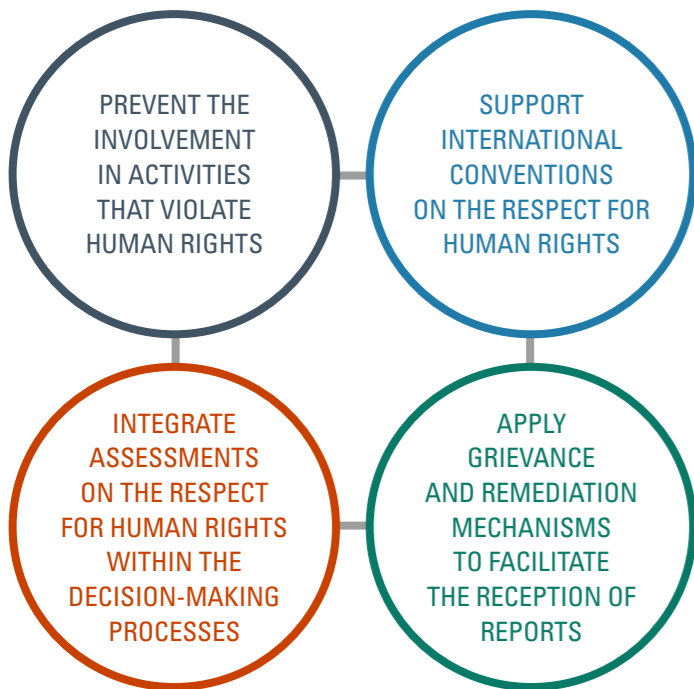 PREVENT THE
INVOLVEMENT
IN ACTIVITIES
THAT VIOLATE
HUMAN RIGHTS
SUPPORT
INTERNATIONAL
CONVENTIONS
ON THE RESPECT FOR
HUMAN RIGHTS
INTEGRATE
ASSESSMENTS
ON THE RESPECT
FOR HUMAN RIGHTS
WITHIN THE
DECISION-MAKING
PROCESSES
APPLY
GRIEVANCE
AND REMEDIATION
MECHANISMS
TO FACILITATE
THE RECEPTION OF
REPORTS